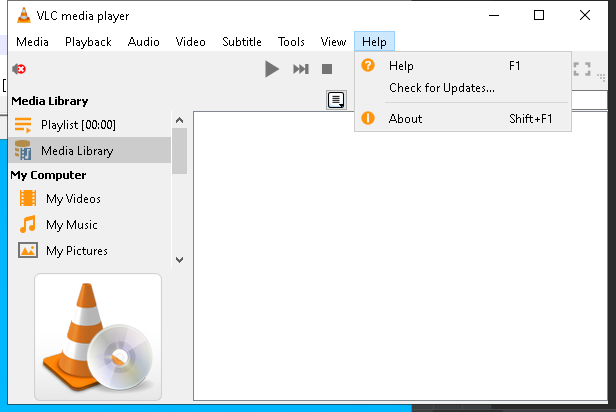 VLC media player
Media Playback Audio Video Subtitle Tools View Help
Help F1
Check for Updates...
About Shift+F1
Media Library
Playlist [00:00]
Media Library
My Computer
My Videos
My Music
My Pictures